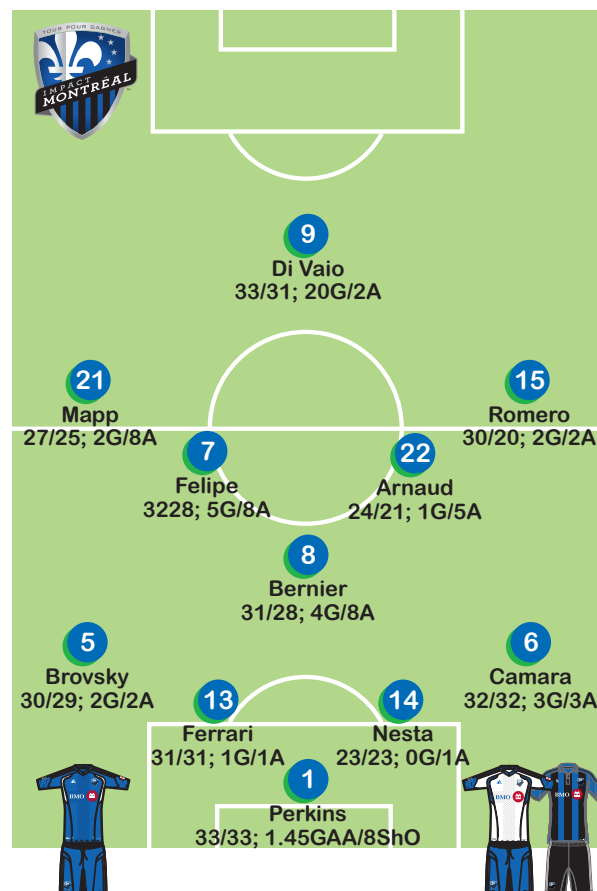 TOUS POUR GAGNER
IMPACT
MONTRÉAL
9
Di Vaio
33/31; 20G/2A
21
Mapp
27/25; 2G/8A
15
Romero
30/20; 2G/2A
7
Felipe
3228; 5G/8A
22
Arnaud
24/21; 1G/5A
8
Bernier
31/28; 4G/8A
5
Brovsky
30/29; 2G/2A
6
Camara
32/32; 3G/3A
13
Ferrari
31/31; 1G/1A
14
Nesta
23/23; 0G/1A
1
Perkins
33/33; 1.45GAA/8ShO
BMO
BMO
BMO